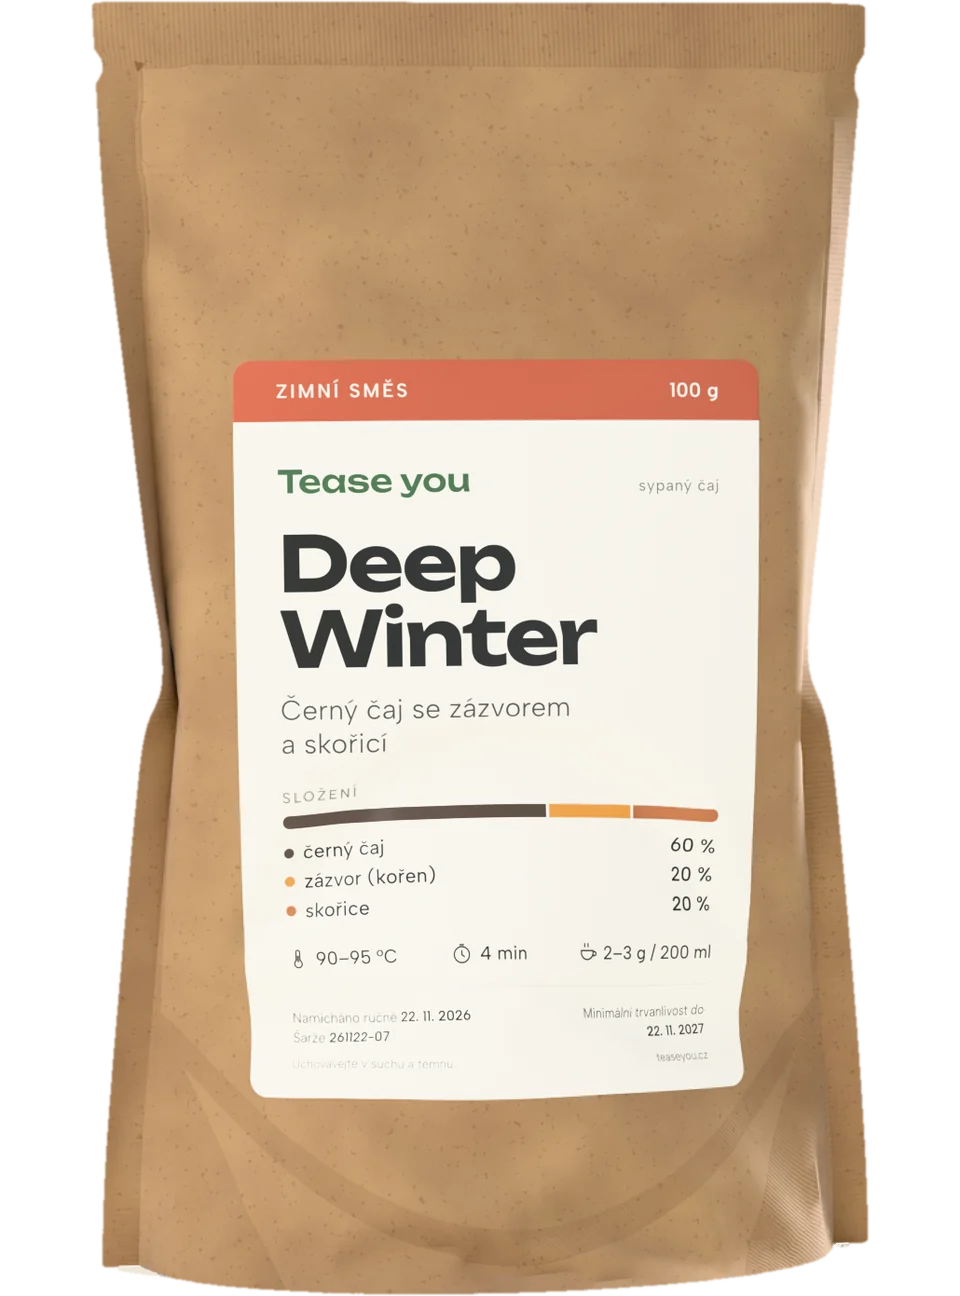 ZIMNÍ SMĚS 100 g
Tease you sypaný čaj
Deep
Winter
Černý čaj se zázvorem
a skořicí
SLOŽENÍ
černý čaj 60 %
zázvor (kořen) 20 %
skořice 20 %
90–95 °C 4 min 2–3 g / 200 ml
Namícháno ručně 22. 11. 2026 Minimální trvanlivost do
Šarže 261122-07 22. 11. 2027
Uchovávejte v suchu a temnu. teaseyou.cz